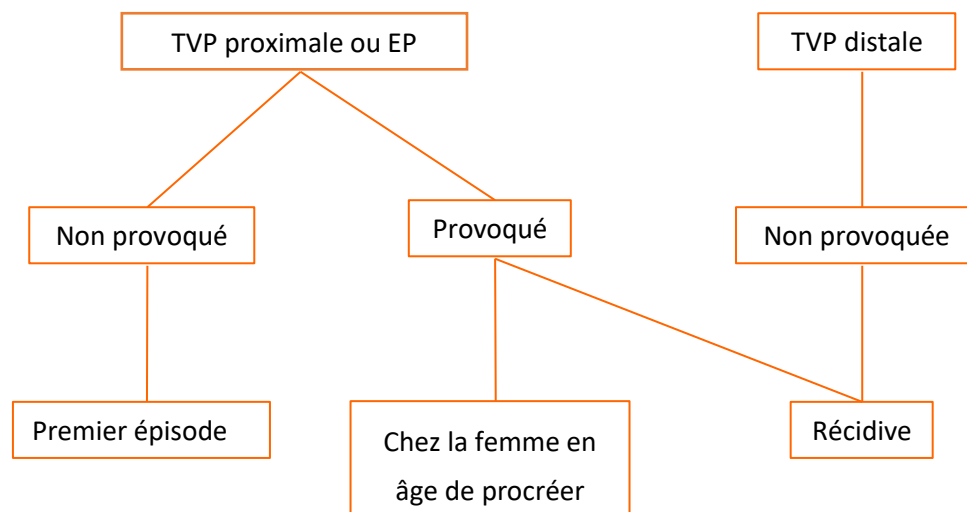 TVP proximale ou EP
TVP distale
Non provoqué
Provoqué
Non provoquée
Premier épisode
Chez la femme en
âge de procréer
Récidive